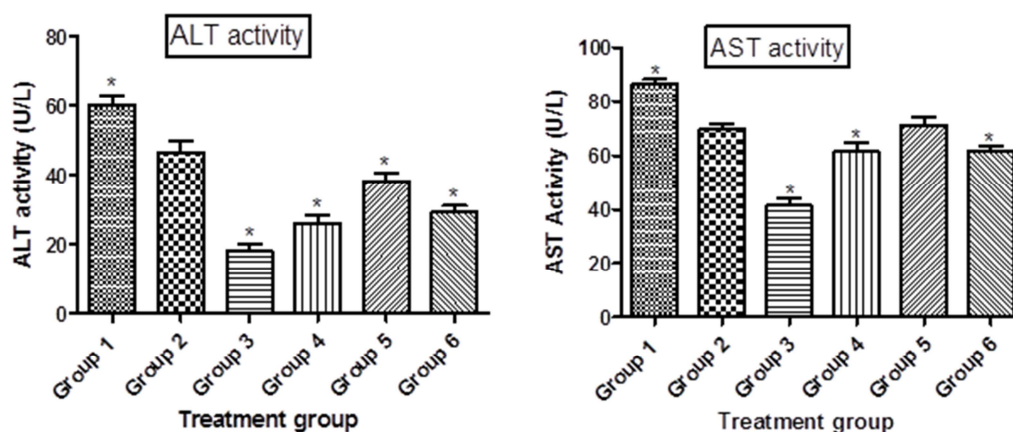 ALT activity
ALT activity (U/L)
80
60
40
20
0
*
*
*
*
*
Group 1
Group 2
Group 3
Group 4
Group 5
Group 6
Treatment group
AST activity
AST Activity (U/L)
100
80
60
40
20
0
*
*
*
*
Group 1
Group 2
Group 3
Group 4
Group 5
Group 6
Treatment group